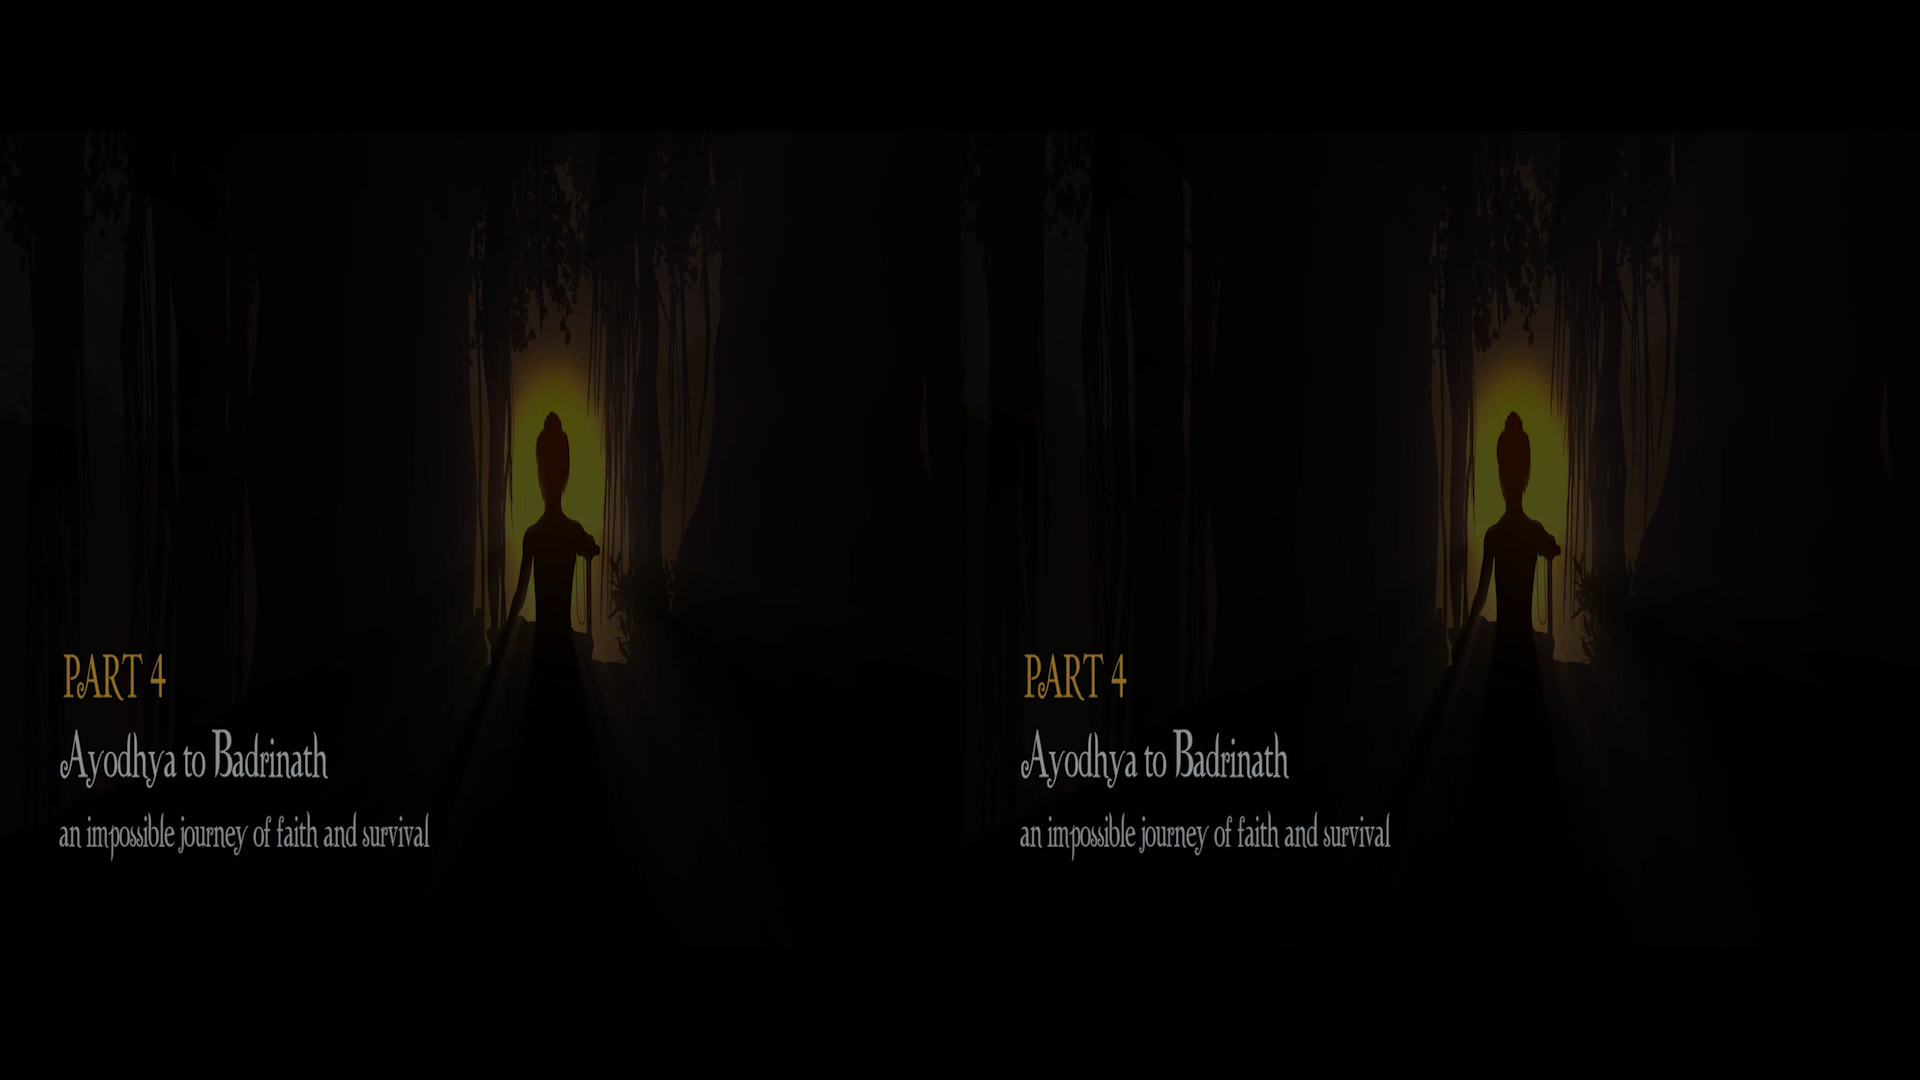 PART 4
Ayodhya to Badrinath
an impossible journey of faith and survival
PART 4
Ayodhya to Badrinath
an impossible journey of faith and survival